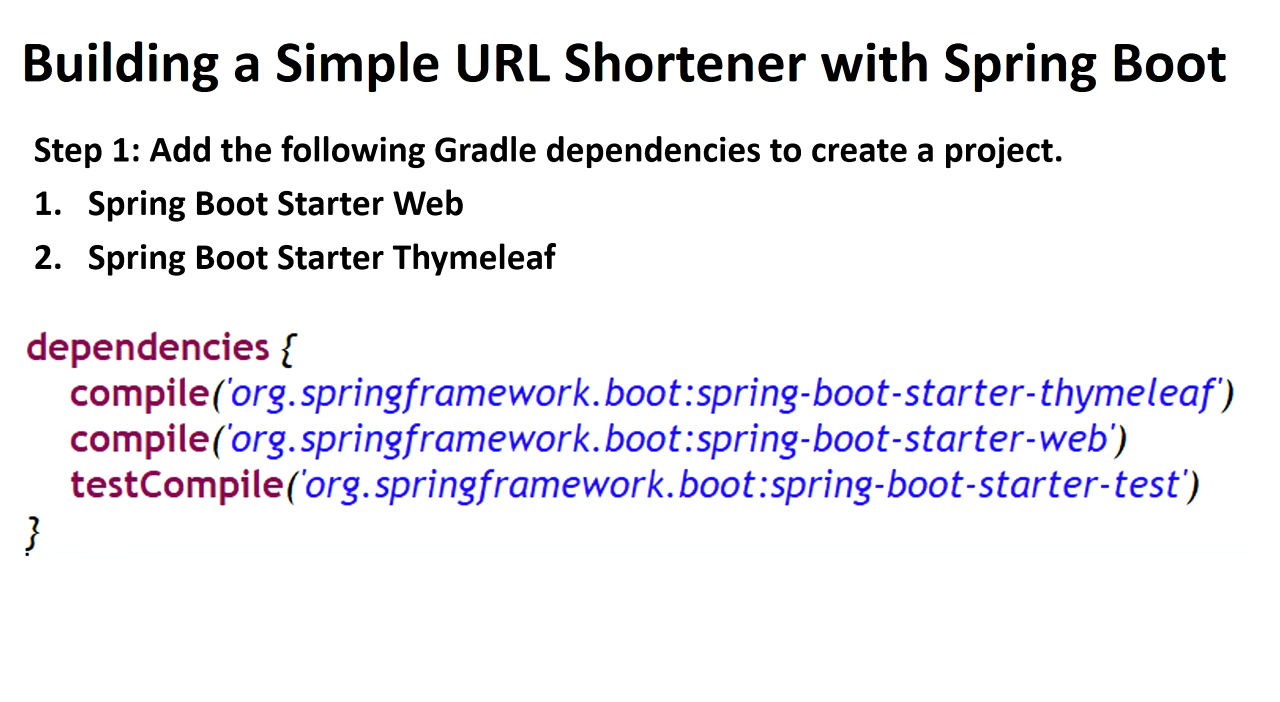 Building a Simple URL Shortener with Spring Boot
Step 1: Add the following Gradle dependencies to create a project.
1. Spring Boot Starter Web
2. Spring Boot Starter Thymeleaf
dependencies {
compile('org.springframework.boot:spring-boot-starter-thymeleaf')
compile('org.springframework.boot:spring-boot-starter-web')
testCompile('org.springframework.boot:spring-boot-starter-test')
}